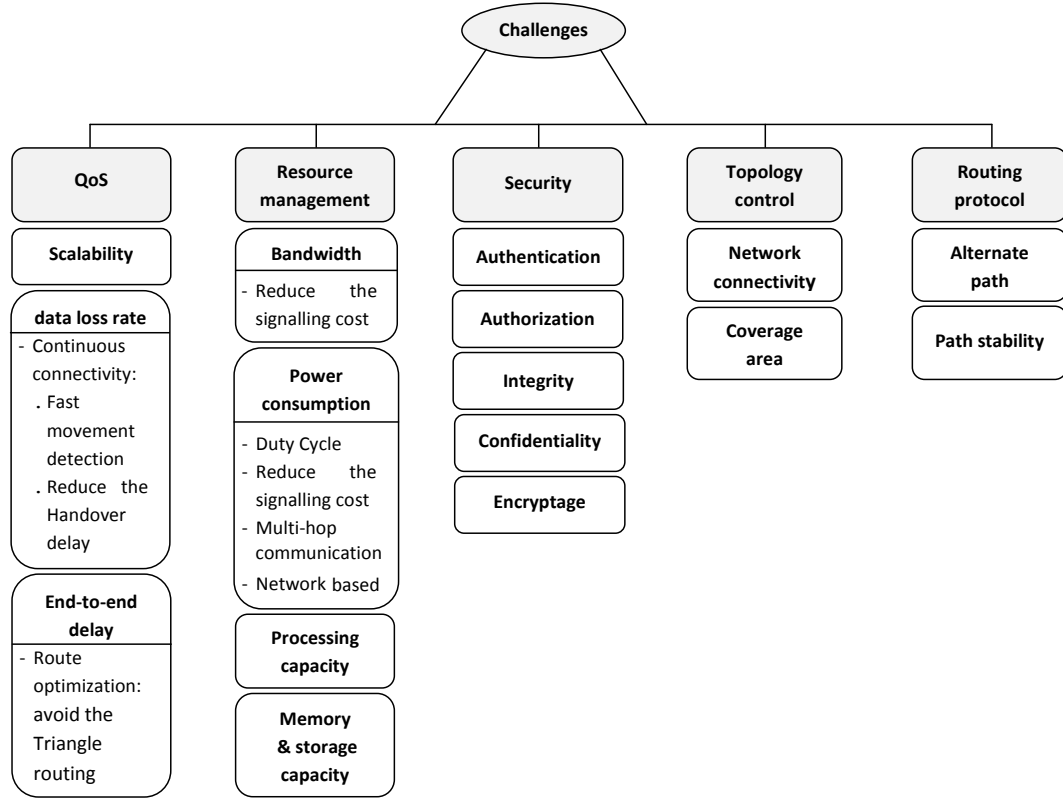 Challenges
QoS
Scalability
data loss rate
- Continuous
connectivity:
. Fast
movement
detection
. Reduce the
Handover
delay
End-to-end
delay
- Route
optimization:
avoid the
Triangle
routing
Resource
management
Bandwidth
- Reduce the
signalling cost
Power
consumption
- Duty Cycle
- Reduce the
signalling cost
- Multi-hop
communication
- Network based
Processing
capacity
Memory
& storage
capacity
Security
Authentication
Authorization
Integrity
Confidentiality
Encryptage
Topology
control
Network
connectivity
Coverage
area
Routing
protocol
Alternate
path
Path stability